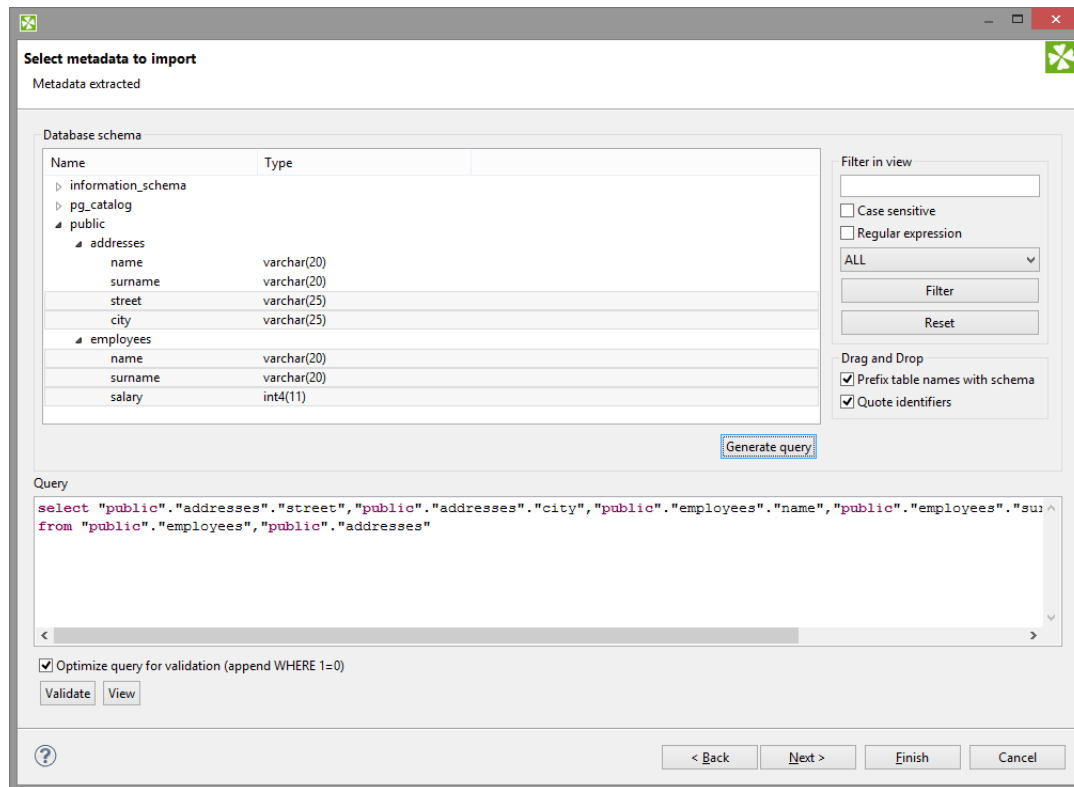 Select metadata to import
Metadata extracted
Database schema
Name Type
information_schema
pg_catalog
public
addresses
name varchar(20)
surname varchar(20)
street varchar(25)
city varchar(25)
employees
name varchar(20)
surname varchar(20)
salary int4(11)
Filter in view
Case sensitive
Regular expression
ALL
Filter
Reset
Drag and Drop
Prefix table names with schema
Quote identifiers
Generate query
Query
select "public"."addresses"."street","public"."addresses"."city","public"."employees"."name","public"."employees"."su
from "public"."employees","public"."addresses"
Optimize query for validation (append WHERE 1=0)
Validate View
?
< Back Next > Finish Cancel